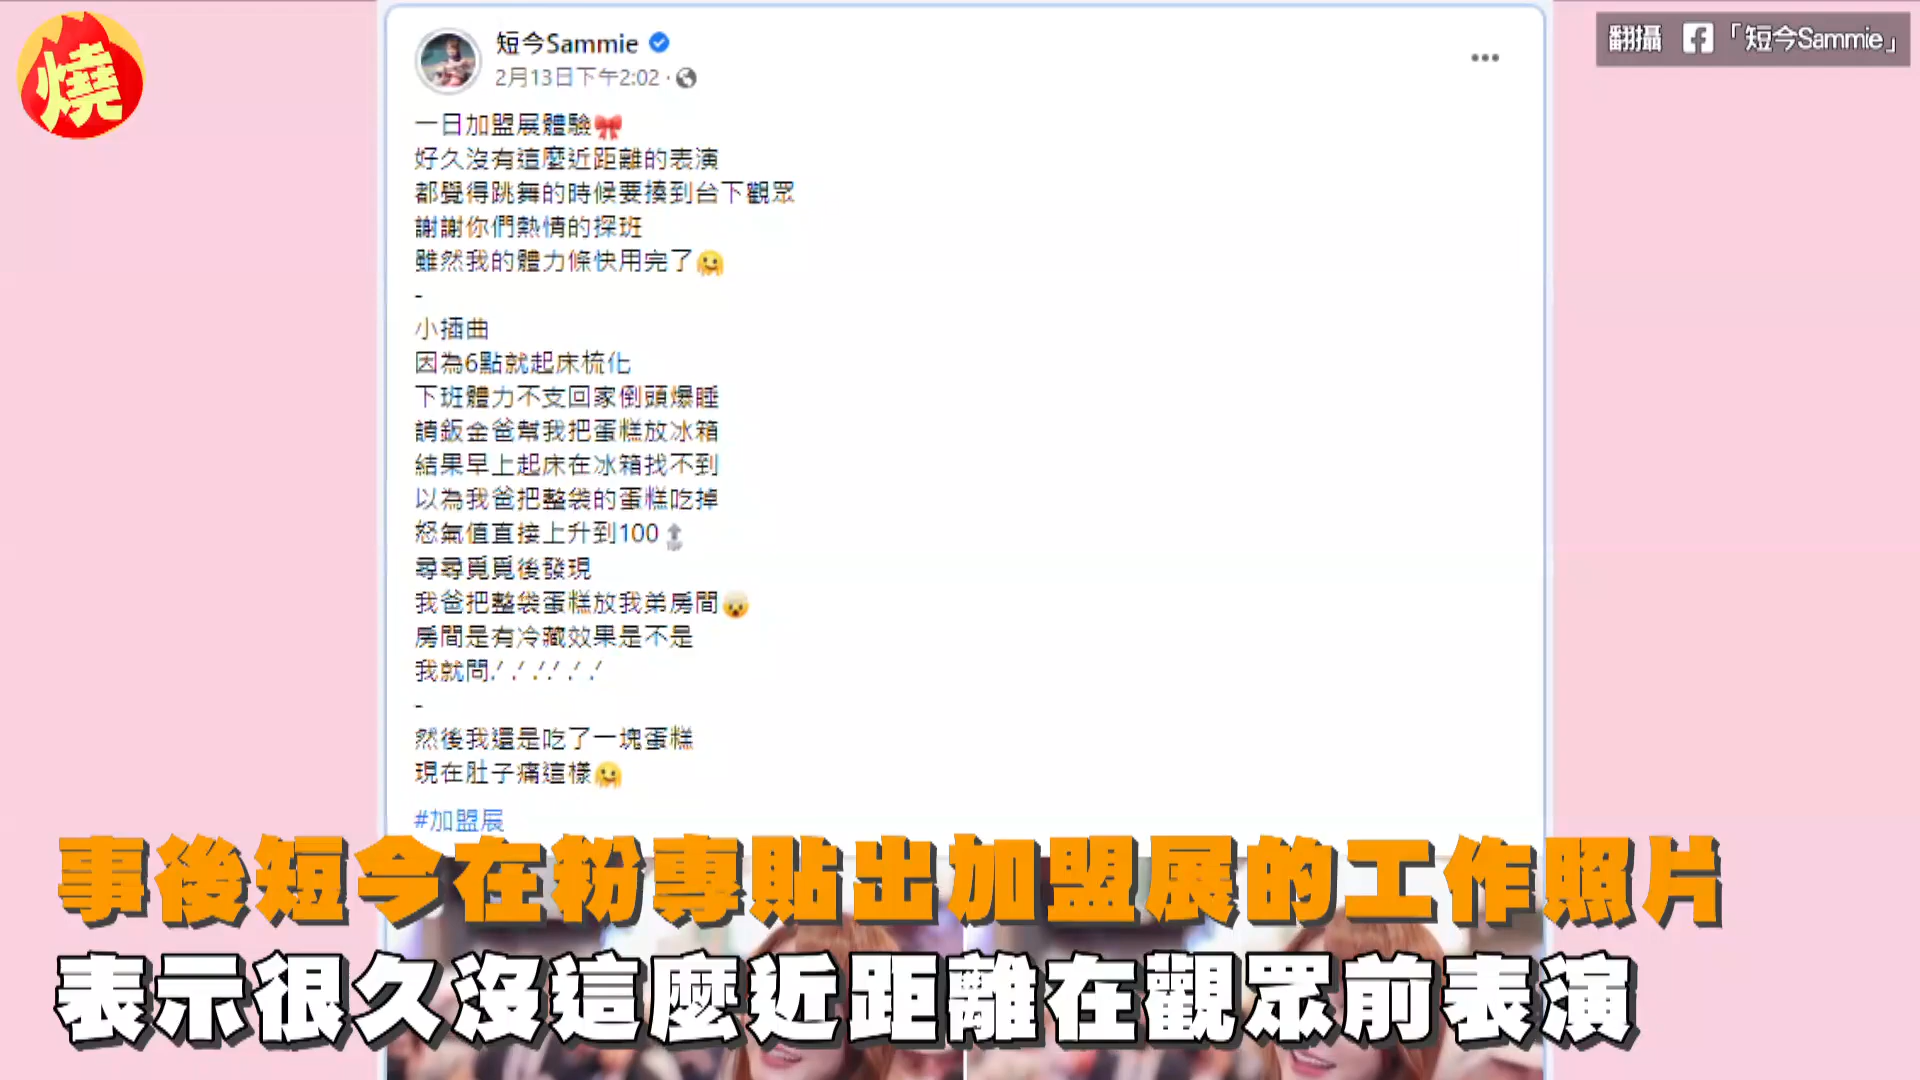 燒
翻攝 「短今Sammie」
短今Sammie
2月13日下午2:02 ·
一日加盟展體驗🎀
好久沒有這麼近距離的表演
都覺得跳舞的時候要揍到台下觀眾
謝謝你們熱情的探班
雖然我的體力條快用完了🫠
-
小插曲
因為6點就起床梳化
下班體力不支回家倒頭爆睡
請鈑金爸幫我把蛋糕放冰箱
結果早上起床在冰箱找不到
以為我爸把整袋的蛋糕吃掉
怒氣值直接上升到100
尋尋覓覓後發現
我爸把整袋蛋糕放我弟房間🤯
房間是有冷藏效果是不是
我就問!!!!!!
-
然後我還是吃了一塊蛋糕
現在肚子痛這樣🫠
#加盟展
事後短今在粉專貼出加盟展的工作照片
表示很久沒這麼近距離在觀眾前表演